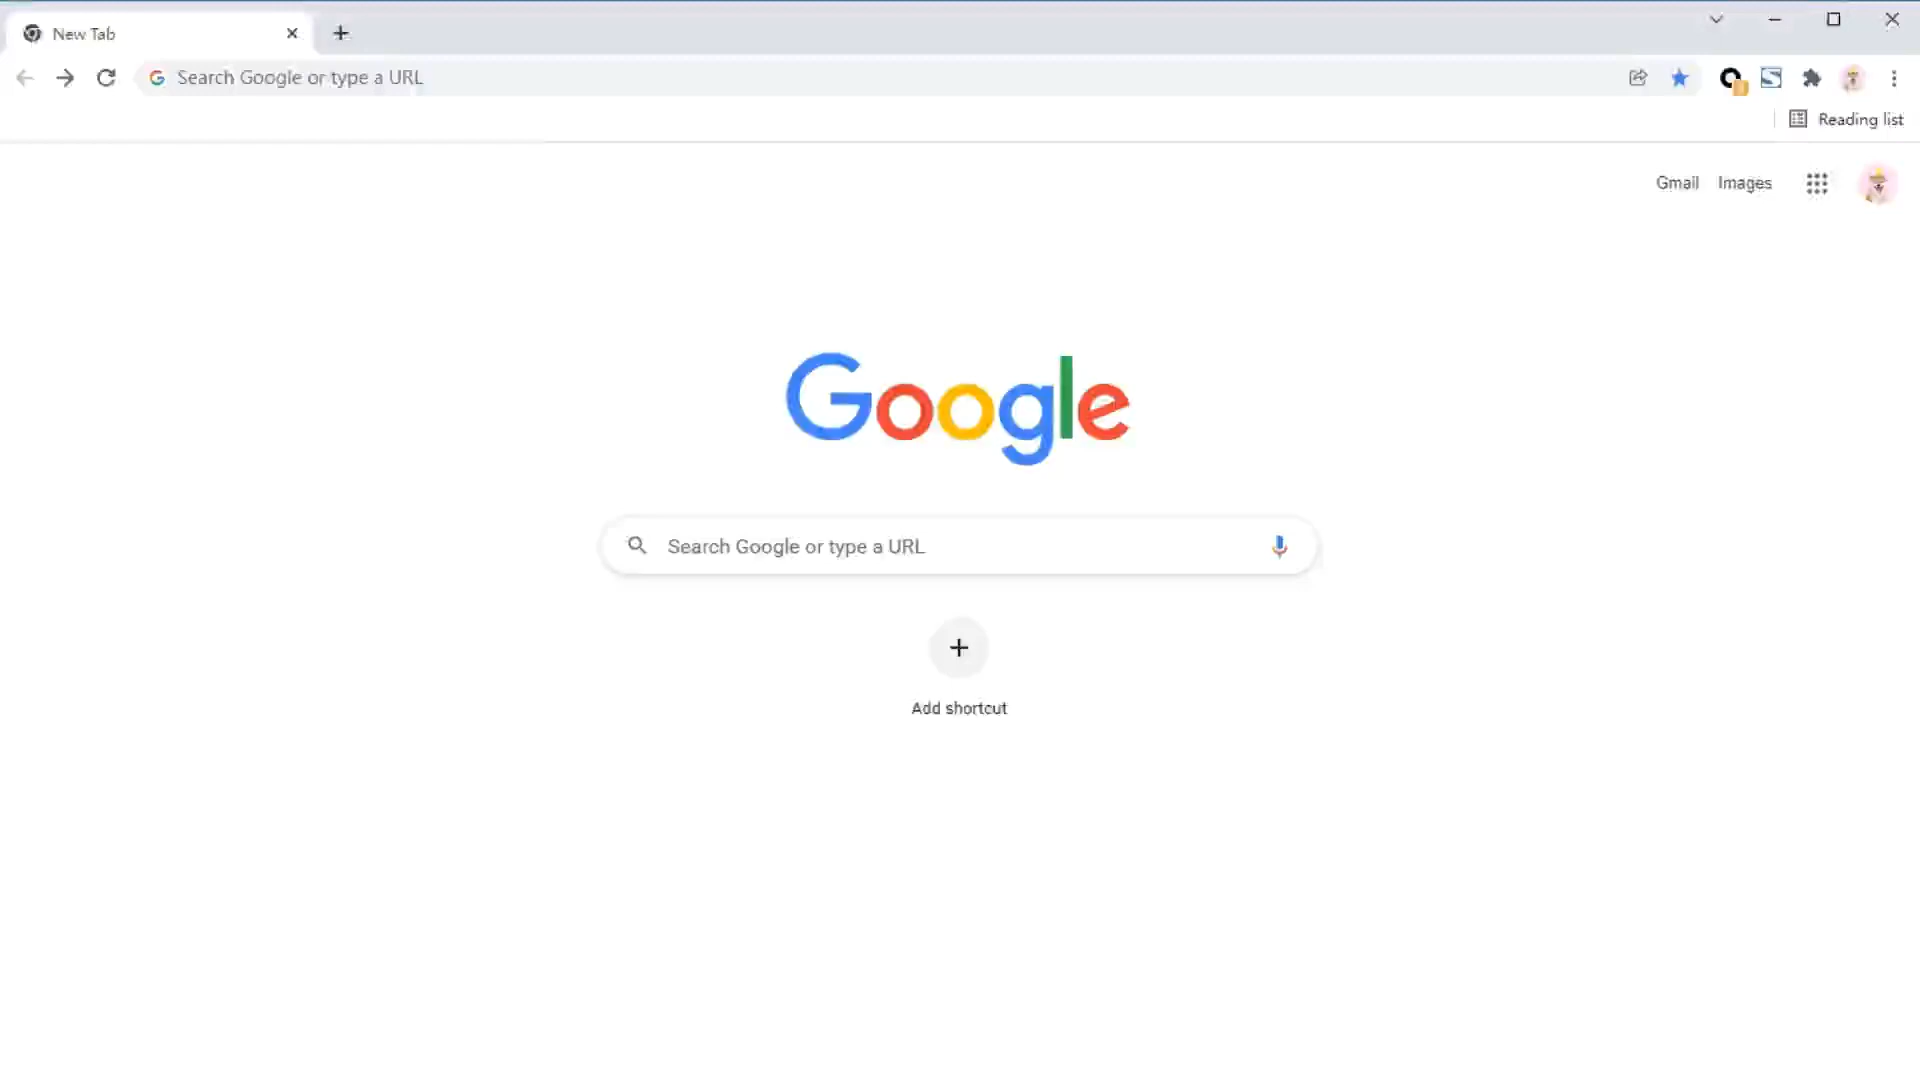 New Tab
Search Google or type a URL
Reading list
Gmail Images
Google
Search Google or type a URL
Add shortcut